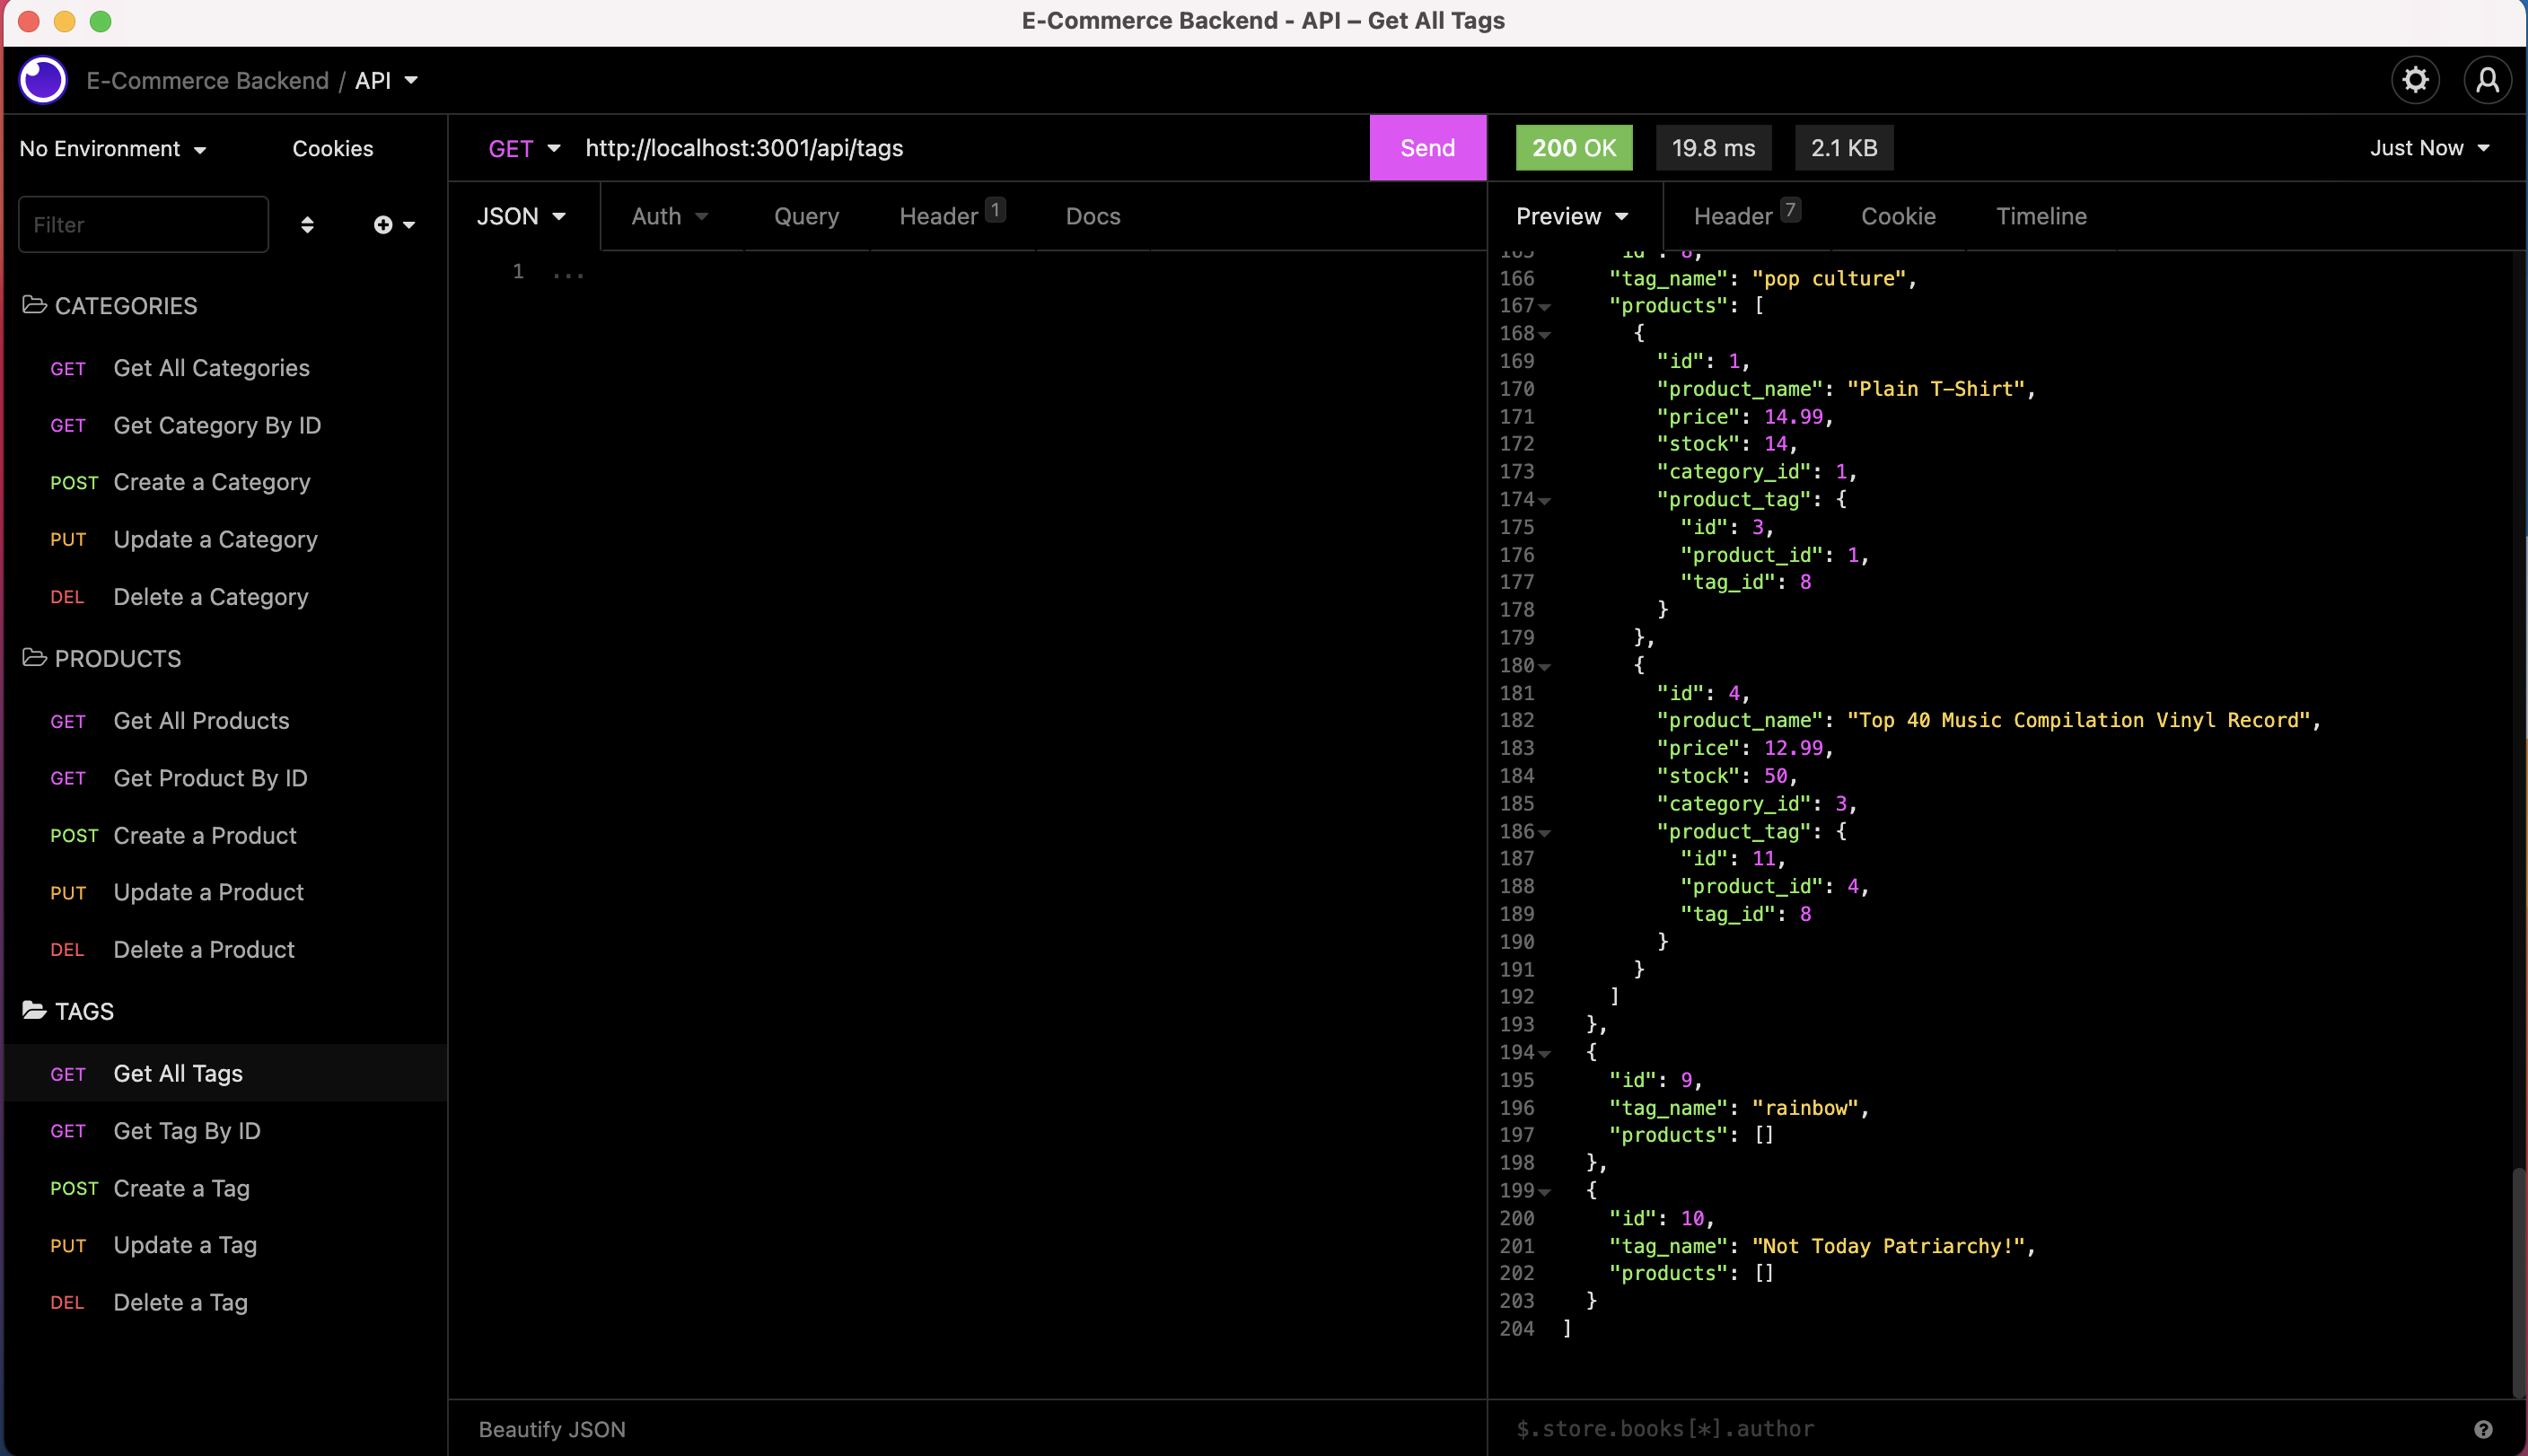 E-Commerce Backend - API – Get All Tags
E-Commerce Backend / API
No Environment
Cookies
Filter
CATEGORIES
GET Get All Categories
GET Get Category By ID
POST Create a Category
PUT Update a Category
DEL Delete a Category
PRODUCTS
GET Get All Products
GET Get Product By ID
POST Create a Product
PUT Update a Product
DEL Delete a Product
TAGS
GET Get All Tags
GET Get Tag By ID
POST Create a Tag
PUT Update a Tag
DEL Delete a Tag
GET http://localhost:3001/api/tags Send
JSON Auth Query Header 1 Docs
1 ...
Beautify JSON
200 OK 19.8 ms 2.1 KB Just Now
Preview Header 7 Cookie Timeline
165 "id": 8,
166 "tag_name": "pop culture",
167 "products": [
168 {
169 "id": 1,
170 "product_name": "Plain T-Shirt",
171 "price": 14.99,
172 "stock": 14,
173 "category_id": 1,
174 "product_tag": {
175 "id": 3,
176 "product_id": 1,
177 "tag_id": 8
178 }
179 },
180 {
181 "id": 4,
182 "product_name": "Top 40 Music Compilation Vinyl Record",
183 "price": 12.99,
184 "stock": 50,
185 "category_id": 3,
186 "product_tag": {
187 "id": 11,
188 "product_id": 4,
189 "tag_id": 8
190 }
191 }
192 ]
193 },
194 {
195 "id": 9,
196 "tag_name": "rainbow",
197 "products": []
198 },
199 {
200 "id": 10,
201 "tag_name": "Not Today Patriarchy!",
202 "products": []
203 }
204 ]
$.store.books[*].author